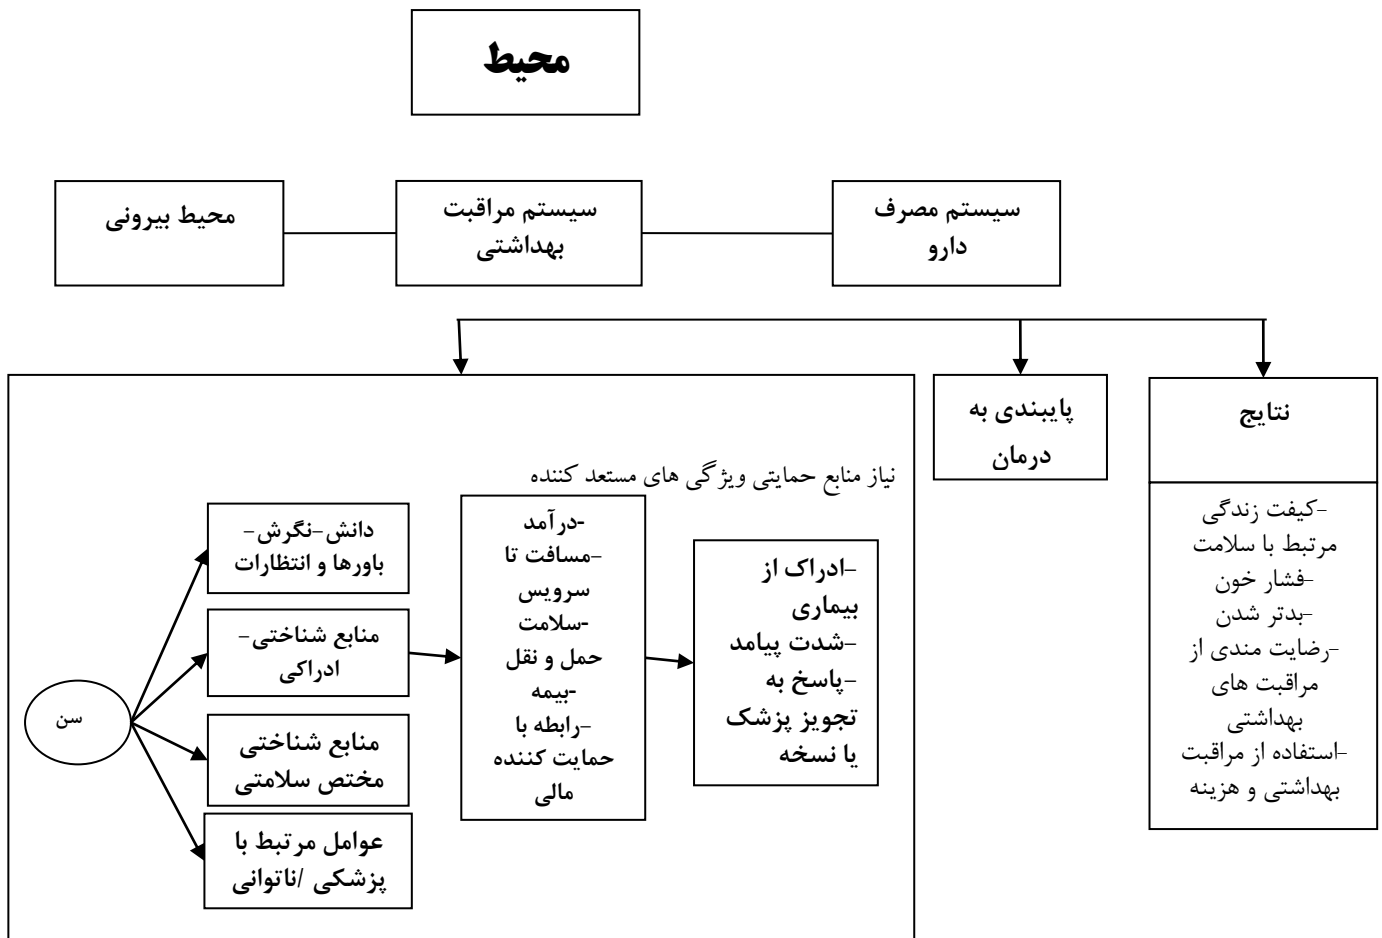 محیط
سیستم مصرف
دارو
سیستم مراقبت
بهداشتی
محیط بیرونی
نتایج
-کیفت زندگی
مرتبط با سلامت
-فشار خون
-بدتر شدن
-رضایت مندی از
مراقبت های
بهداشتی
-استفاده از مراقبت
بهداشتی و هزینه
پایبندی به
درمان
نیاز منابع حمایتی ویژگی های مستعد کننده
-ادراک از
بیماری
-شدت پیامد
-پاسخ به
تجویز پزشک
یا نسخه
-درآمد
-مسافت تا
سرویس
سلامت-
حمل و نقل
-بیمه
-رابطه با
حمایت کننده
مالی
دانش-نگرش-
باورها و انتظارات
منابع شناختی-
ادراکی
منابع شناختی
مختص سلامتی
عوامل مرتبط با
پزشکی /ناتوانی
سن